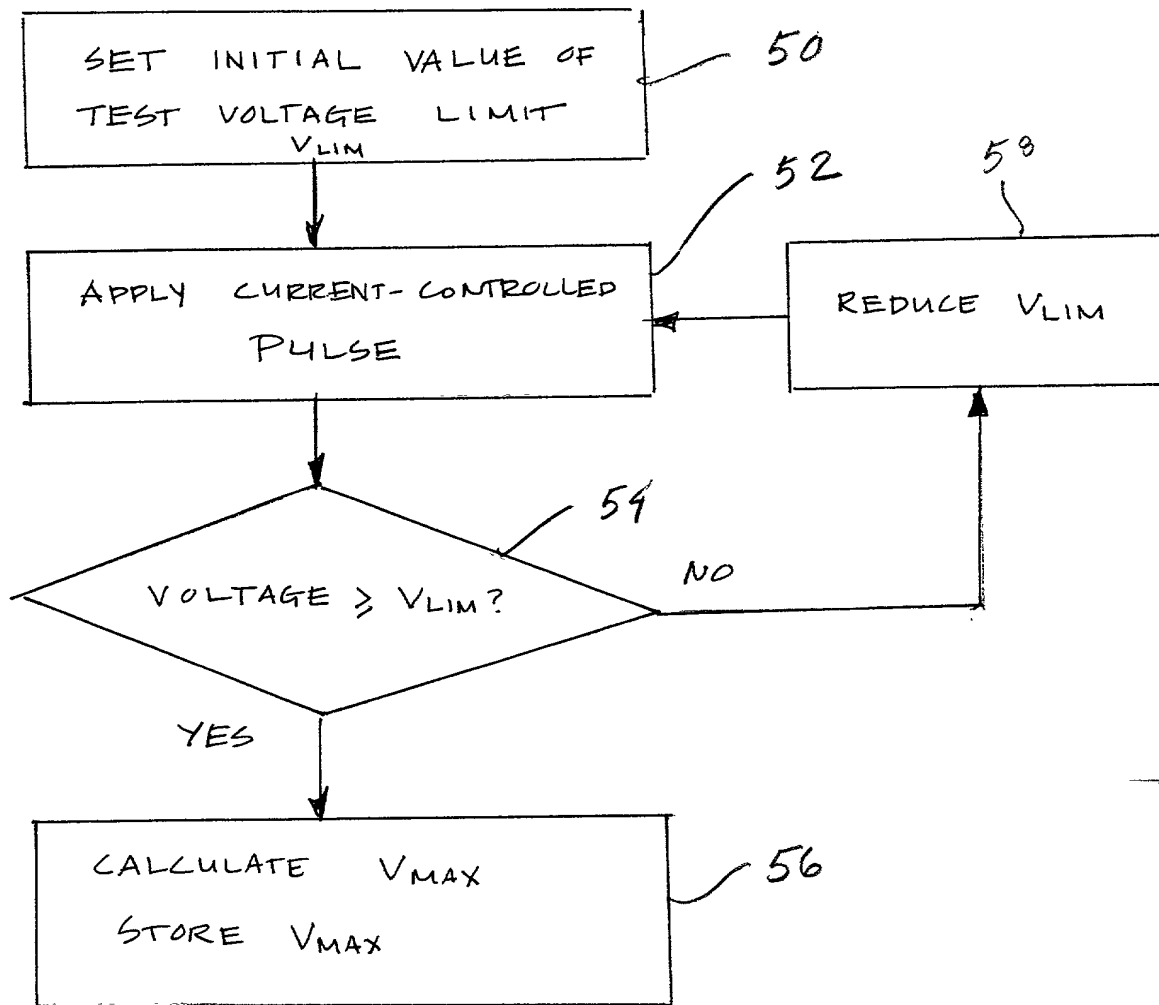 SET INITIAL VALUE OF
TEST VOLTAGE LIMIT
VLIM
50
APPLY CURRENT-CONTROLLED
PULSE
52
REDUCE VLIM
58
VOLTAGE ≥ VLIM?
54
NO
YES
CALCULATE VMAX
STORE VMAX
56